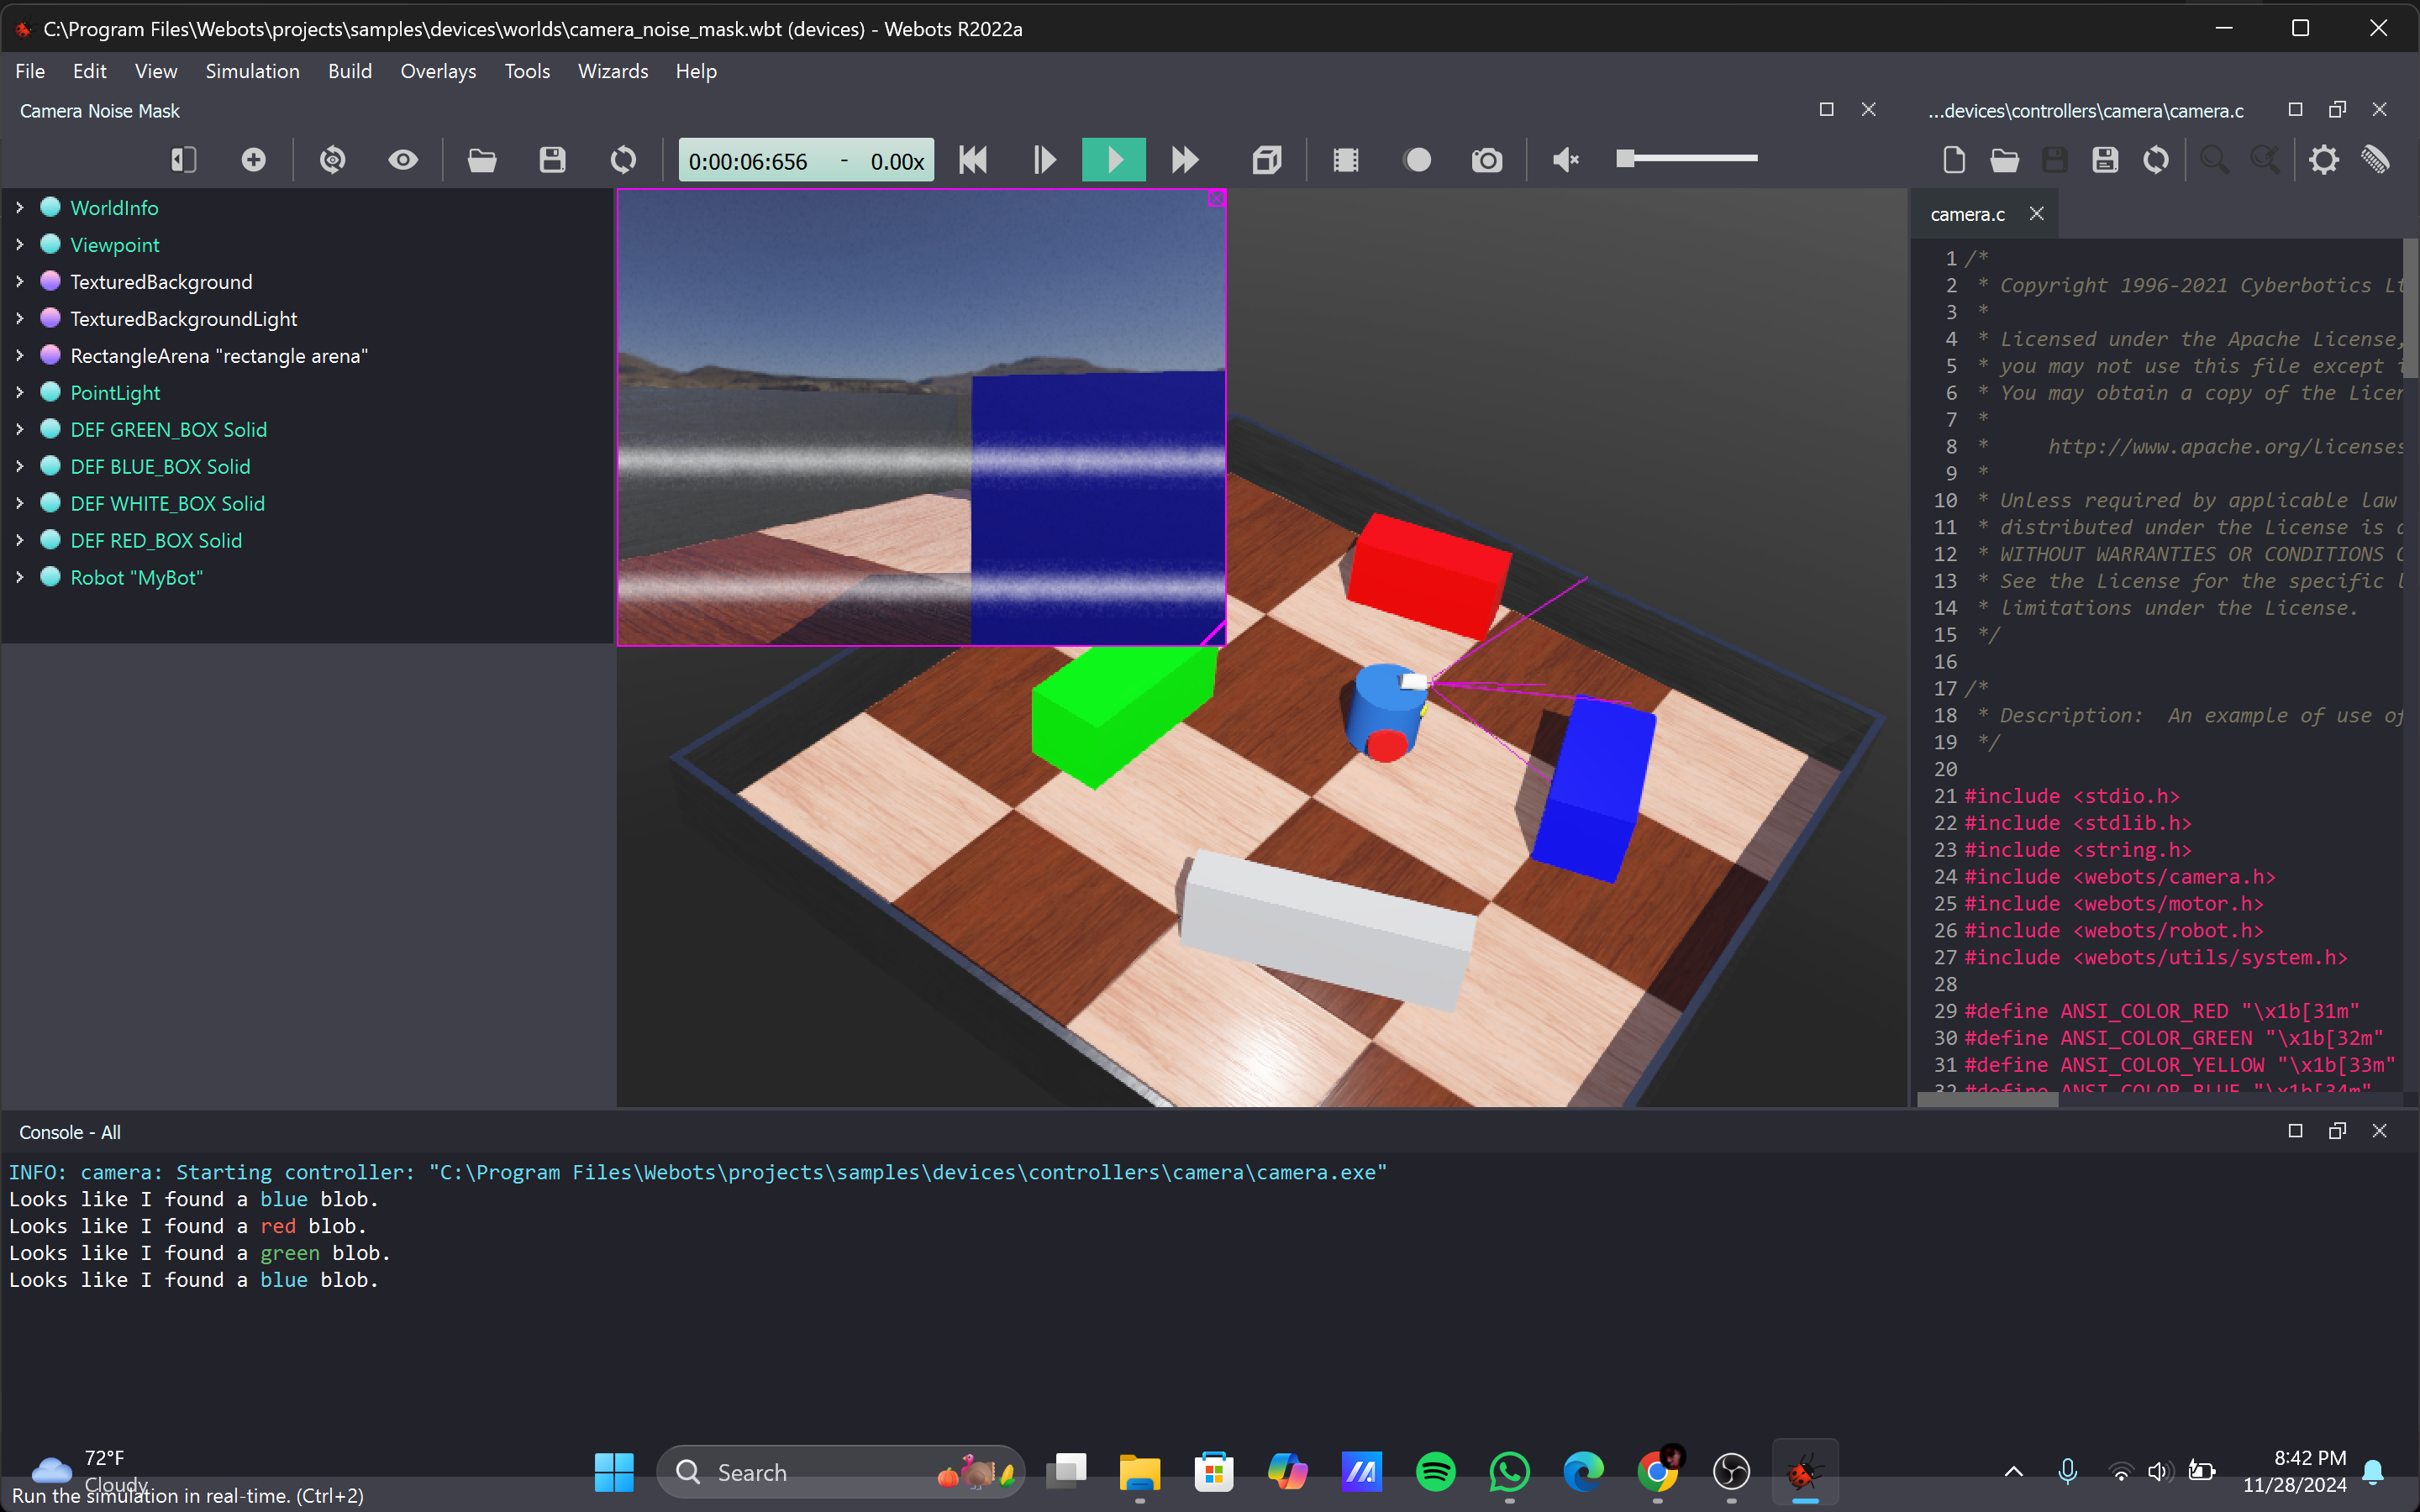 C:\Program Files\Webots\projects\samples\devices\worlds\camera_noise_mask.wbt (devices) - Webots R2022a
File Edit View Simulation Build Overlays Tools Wizards Help
Camera Noise Mask
...devices\controllers\camera\camera.c
0:00:06:656 - 0.00x
WorldInfo
Viewpoint
TexturedBackground
TexturedBackgroundLight
RectangleArena "rectangle arena"
PointLight
DEF GREEN_BOX Solid
DEF BLUE_BOX Solid
DEF WHITE_BOX Solid
DEF RED_BOX Solid
Robot "MyBot"
camera.c
1 /*
2 * Copyright 1996-2021 Cyberbotics Lt
3 *
4 * Licensed under the Apache License,
5 * you may not use this file except i
6 * You may obtain a copy of the Licen
7 *
8 * http://www.apache.org/licenses
9 *
10 * Unless required by applicable law
11 * distributed under the License is d
12 * WITHOUT WARRANTIES OR CONDITIONS O
13 * See the License for the specific l
14 * limitations under the License.
15 */
16
17 /*
18 * Description: An example of use of
19 */
20
21 #include <stdio.h>
22 #include <stdlib.h>
23 #include <string.h>
24 #include <webots/camera.h>
25 #include <webots/motor.h>
26 #include <webots/robot.h>
27 #include <webots/utils/system.h>
28
29 #define ANSI_COLOR_RED "\x1b[31m"
30 #define ANSI_COLOR_GREEN "\x1b[32m"
31 #define ANSI_COLOR_YELLOW "\x1b[33m"
32 #define ANSI_COLOR_BLUE "\x1b[34m"
Console - All
INFO: camera: Starting controller: "C:\Program Files\Webots\projects\samples\devices\controllers\camera\camera.exe"
Looks like I found a blue blob.
Looks like I found a red blob.
Looks like I found a green blob.
Looks like I found a blue blob.
72°F
Cloudy
Run the simulation in real-time. (Ctrl+2)
Search
8:42 PM
11/28/2024